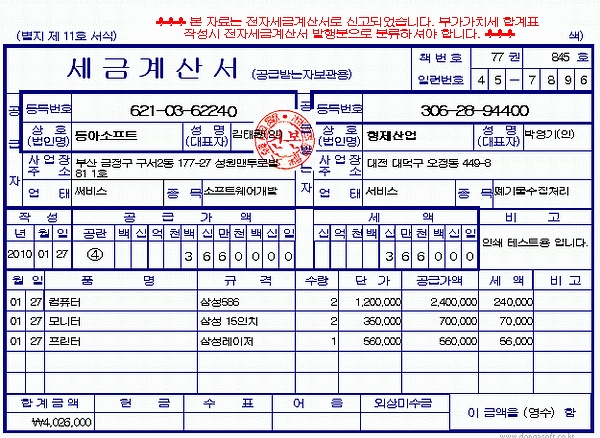 *** 본 자료는 전자세금계산서로 신고되었습니다. 부가가치세 합계표
작성시 전자세금계산서 발행분으로 분류하셔야 합니다. ***
(별지 제 11호 서식) 색)
세금계산서 (공급받는자보관용)
책 번 호 77 권 845 호
일련번호 4 5 - 7 8 9 6
공 급 자
등록번호 621-03-62240
상 호 (법인명) 동아소프트 성 명 (대표자)
사 업 장 주 소 부산 금정구 구서2동 177-27 성원맨투로빌
81 1호
업 태 써비스 종 목 소프트웨어개발
등록번호 306-28-94400
상 호 (법인명) 형제산업 성 명 (대표자) 박영기(인)
사 업 장 주 소 대전 대덕구 오정동 449-8
업 태 서비스 종 목 폐기물수집처리
작 성 공 급 가 액 세 액 비 고
년 월 일 공란 백 십 억 천 백 십 만 천 백 십 일 십 억 천 백 십 만 천 백 십 일
2010 01 27 ④ 3 6 6 0 0 0 0 3 6 6 0 0 0 인쇄 테스트용 입니다.
월 일 품 명 규 격 수량 단 가 공급가액 세 액 비 고
01 27 컴퓨터 삼성586 2 1,200,000 2,400,000 240,000
01 27 모니터 삼성 15인치 2 350,000 700,000 70,000
01 27 프린터 삼성레이저 1 560,000 560,000 56,000
합 계 금 액 현 금 수 표 어 음 외상미수금 이 금액을 (영수) 함
₩4,026,000
www.dongasoft.co.kr